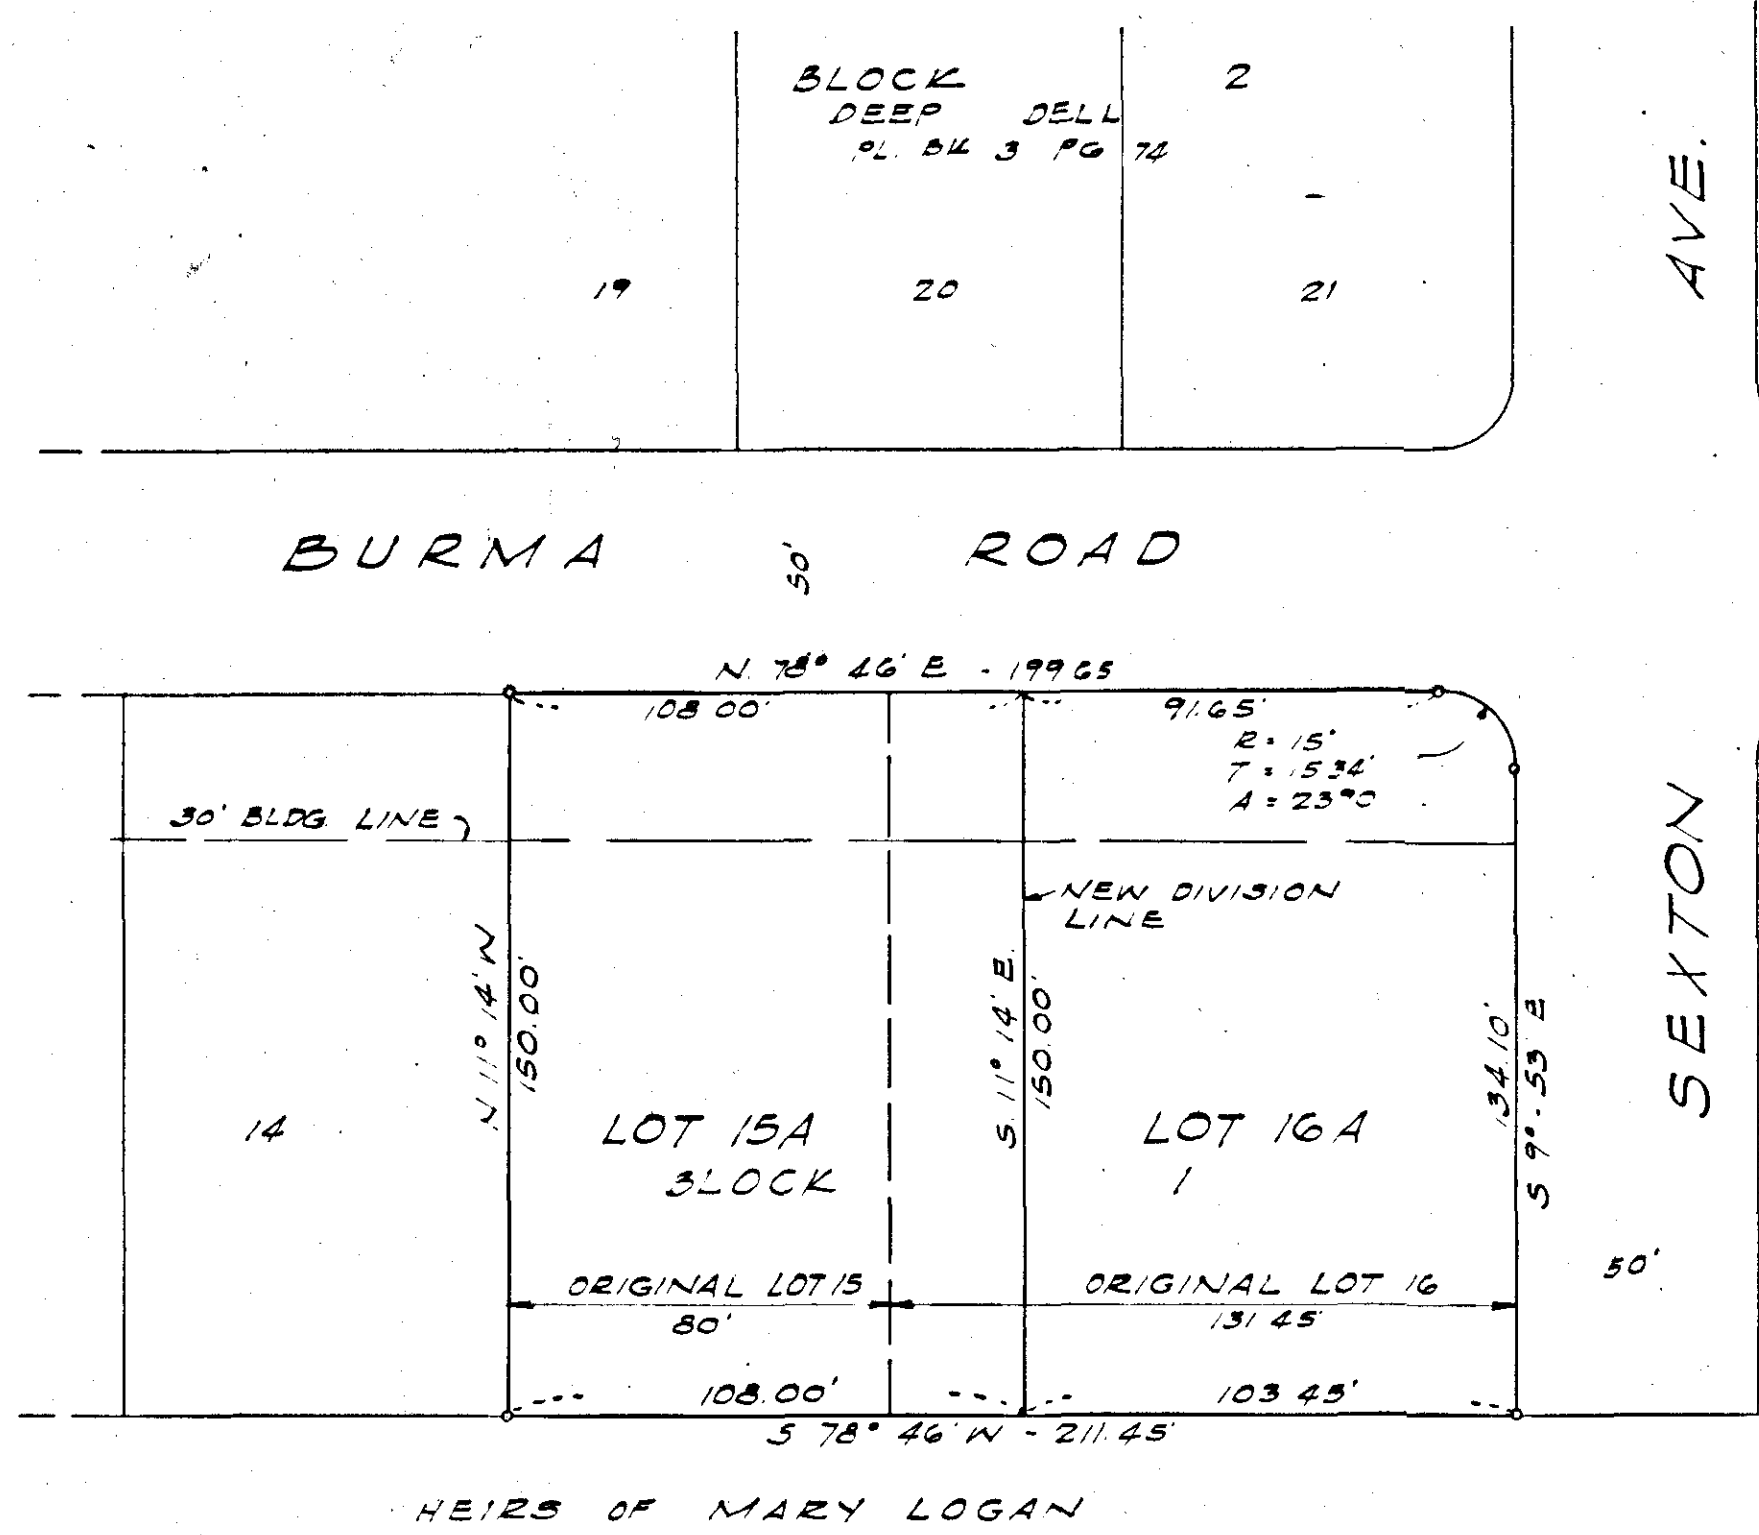 BLOCK 2
DEEP DELL
PL. BK 3 PG 74
19 20 21
AVE.
BURMA 50' ROAD
N. 78° 46' E - 199 65
108 00' 91.65'
R = 15'
T = 15 34'
A = 23 90
30' BLDG. LINE
NEW DIVISION
LINE
N 11° 14' W
150.00'
S. 11° 14' E.
150.00'
134.10'
S 9°-53' E
SEXTON
14 LOT 15A LOT 16A
BLOCK 1
50'
ORIGINAL LOT 15 ORIGINAL LOT 16
80' 131 45'
108.00' 103 45'
S 78° 46' W - 211.45'
HEIRS OF MARY LOGAN